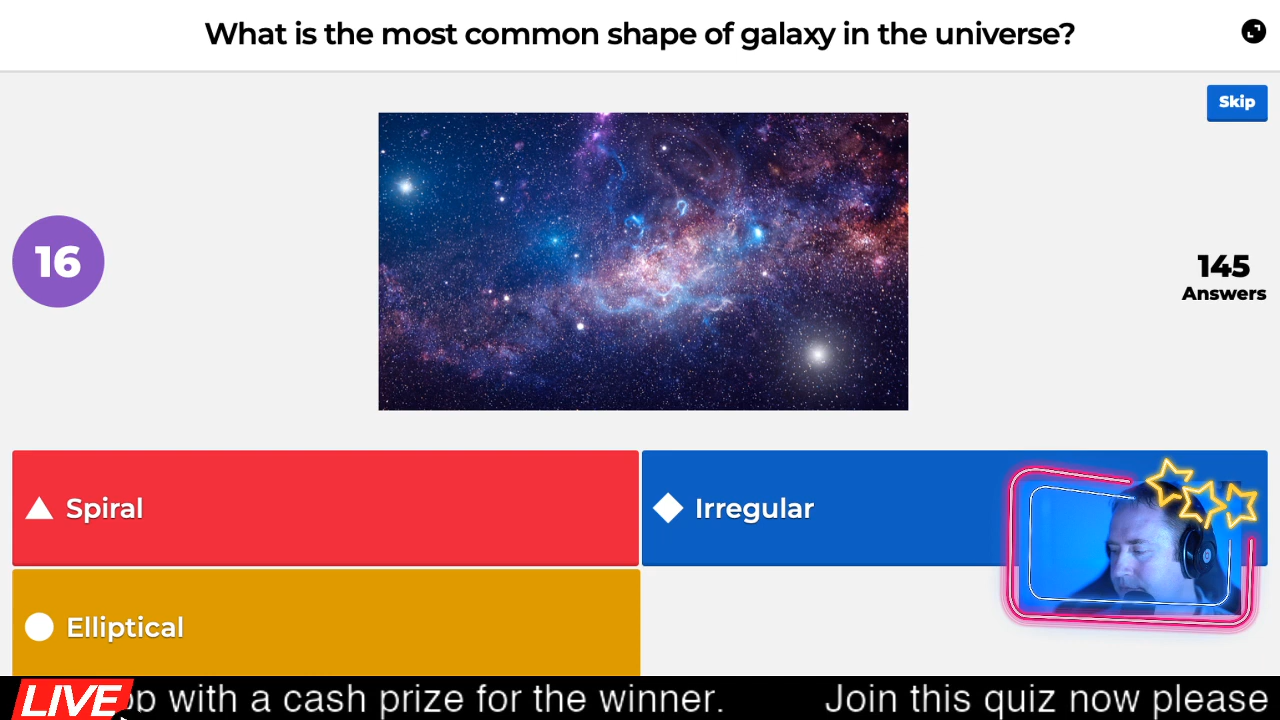 What is the most common shape of galaxy in the universe?
Skip
16
145
Answers
Spiral
Irregular
Elliptical
LIVE
with a cash prize for the winner. Join this quiz now please